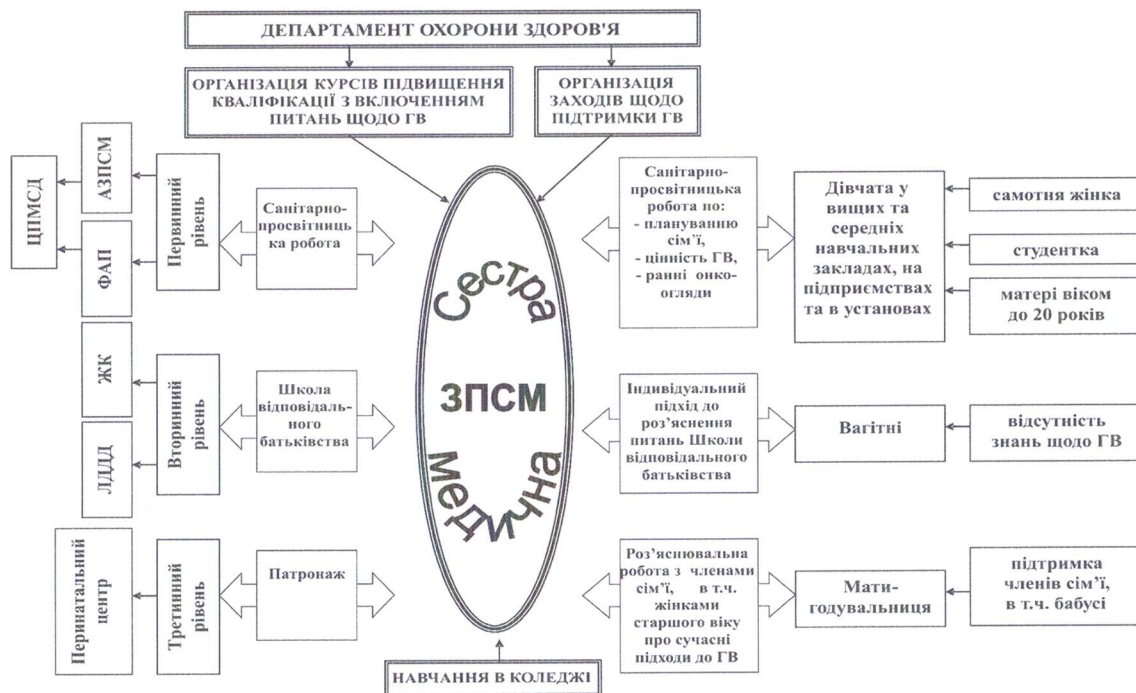 ДЕПАРТАМЕНТ ОХОРОНИ ЗДОРОВ'Я
ОРГАНІЗАЦІЯ КУРСІВ ПІДВИЩЕННЯ
КВАЛІФІКАЦІЇ З ВКЛЮЧЕННЯМ
ПИТАНЬ ЩОДО ГВ
ОРГАНІЗАЦІЯ
ЗАХОДІВ ЩОДО
ПІДТРИМКИ ГВ
ЦПМСД
АЗПСМ
ФАП
Первинний
рівень
Санітарно-
просвітниць
ка робота
Санітарно-
просвітницька
робота по:
- плануванню
сім’ї,
- цінність ГВ,
- ранні онко-
огляди
Дівчата у
вищих та
середніх
навчальних
закладах, на
підприємствах
та в установах
самотня жінка
студентка
матері віком
до 20 років
Сестра
ЗПСМ
медична
ЖК
ЛДДД
Вторинний
рівень
Школа
відповідаль-
ного
батьківства
Індивідуальний
підхід до
роз’яснення
питань Школи
відповідального
батьківства
Вагітні
відсутність
знань щодо ГВ
Перинатальний
центр
Третинний
рівень
Патронаж
Роз’яснювальна
робота з членами
сім’ї, в т.ч.
жінками
старшого віку
про сучасні
підходи до ГВ
Мати-
годувальниця
підтримка
членів сім’ї,
в т.ч. бабусі
НАВЧАННЯ В КОЛЕДЖІ